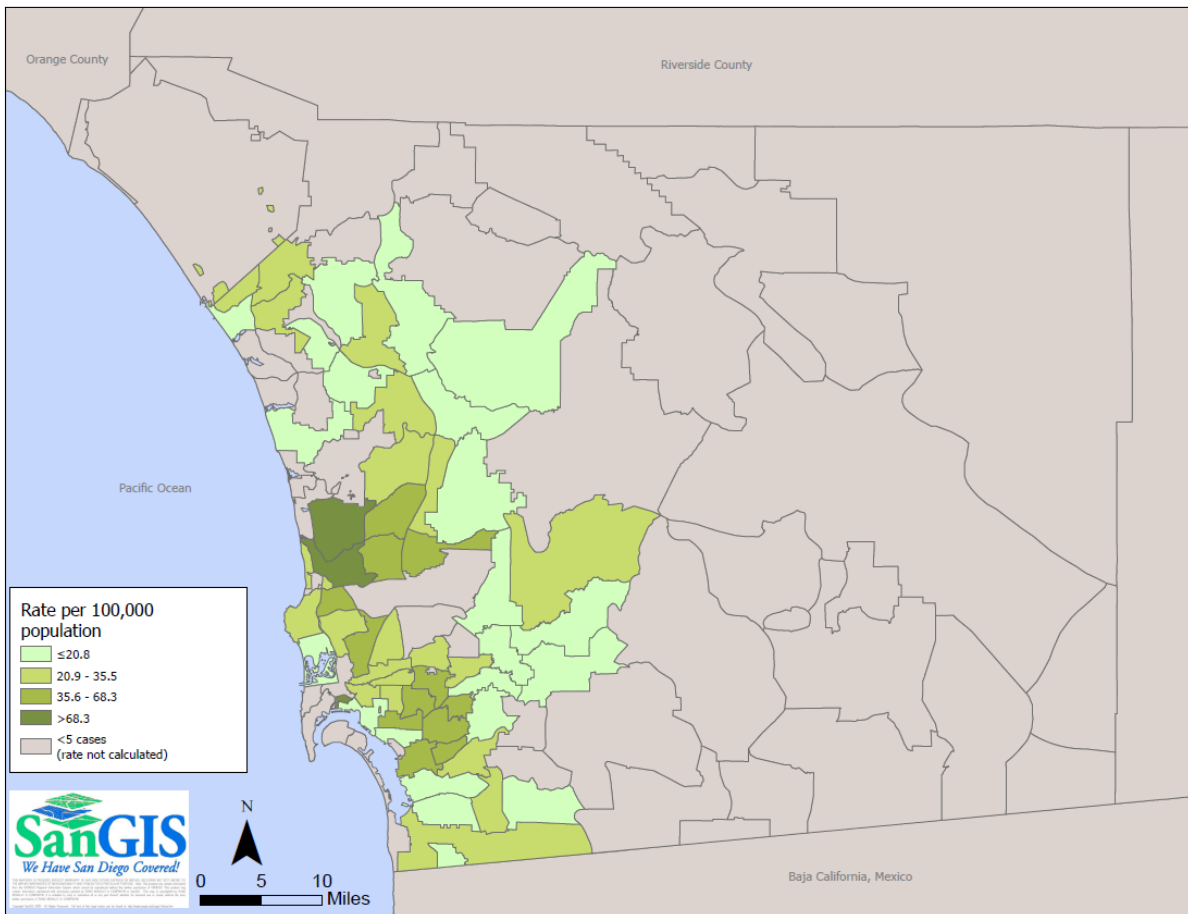 Orange County
Riverside County
Pacific Ocean
Rate per 100,000
population
≤20.8
20.9 - 35.5
35.6 - 68.3
>68.3
<5 cases
(rate not calculated)
SanGIS
We Have San Diego Covered!
N
0 5 10
Miles
Baja California, Mexico